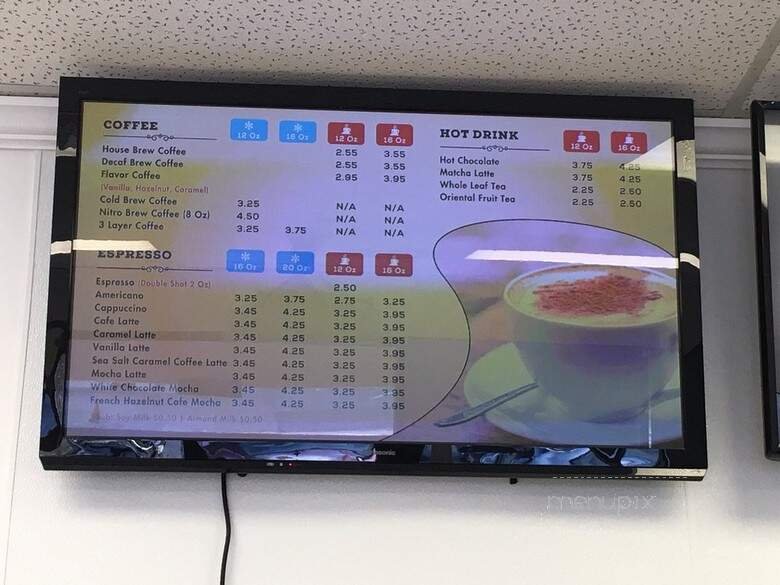 COFFEE 12 Oz 16 Oz 12 Oz 16 Oz
House Brew Coffee 2.55 3.55
Decaf Brew Coffee 2.55 3.55
Flavor Coffee 2.95 3.95
(Vanilla, Hazelnut, Caramel)
Cold Brew Coffee 3.25 N/A N/A
Nitro Brew Coffee (8 Oz) 4.50 N/A N/A
3 Layer Coffee 3.25 3.75 N/A N/A
ESPRESSO 16 Oz 20 Oz 12 Oz 16 Oz
Espresso (Double Shot 2 Oz) 2.50
Americano 3.25 3.75 2.75 3.25
Cappuccino 3.45 4.25 3.25 3.95
Cafe Latte 3.45 4.25 3.25 3.95
Caramel Latte 3.45 4.25 3.25 3.95
Vanilla Latte 3.45 4.25 3.25 3.95
Sea Salt Caramel Coffee Latte 3.45 4.25 3.25 3.95
Mocha Latte 3.45 4.25 3.25 3.95
White Chocolate Mocha 3.45 4.25 3.25 3.35
French Hazelnut Cafe Mocha 3.45 4.25 3.25 3.95
Soy Milk $0.50 | Almond Milk $0.50
HOT DRINK 12 Oz 16 Oz
Hot Chocolate 3.75 4.25
Matcha Latte 3.75 4.25
Whole Leaf Tea 2.25 2.50
Oriental Fruit Tea 2.25 2.50
menupix